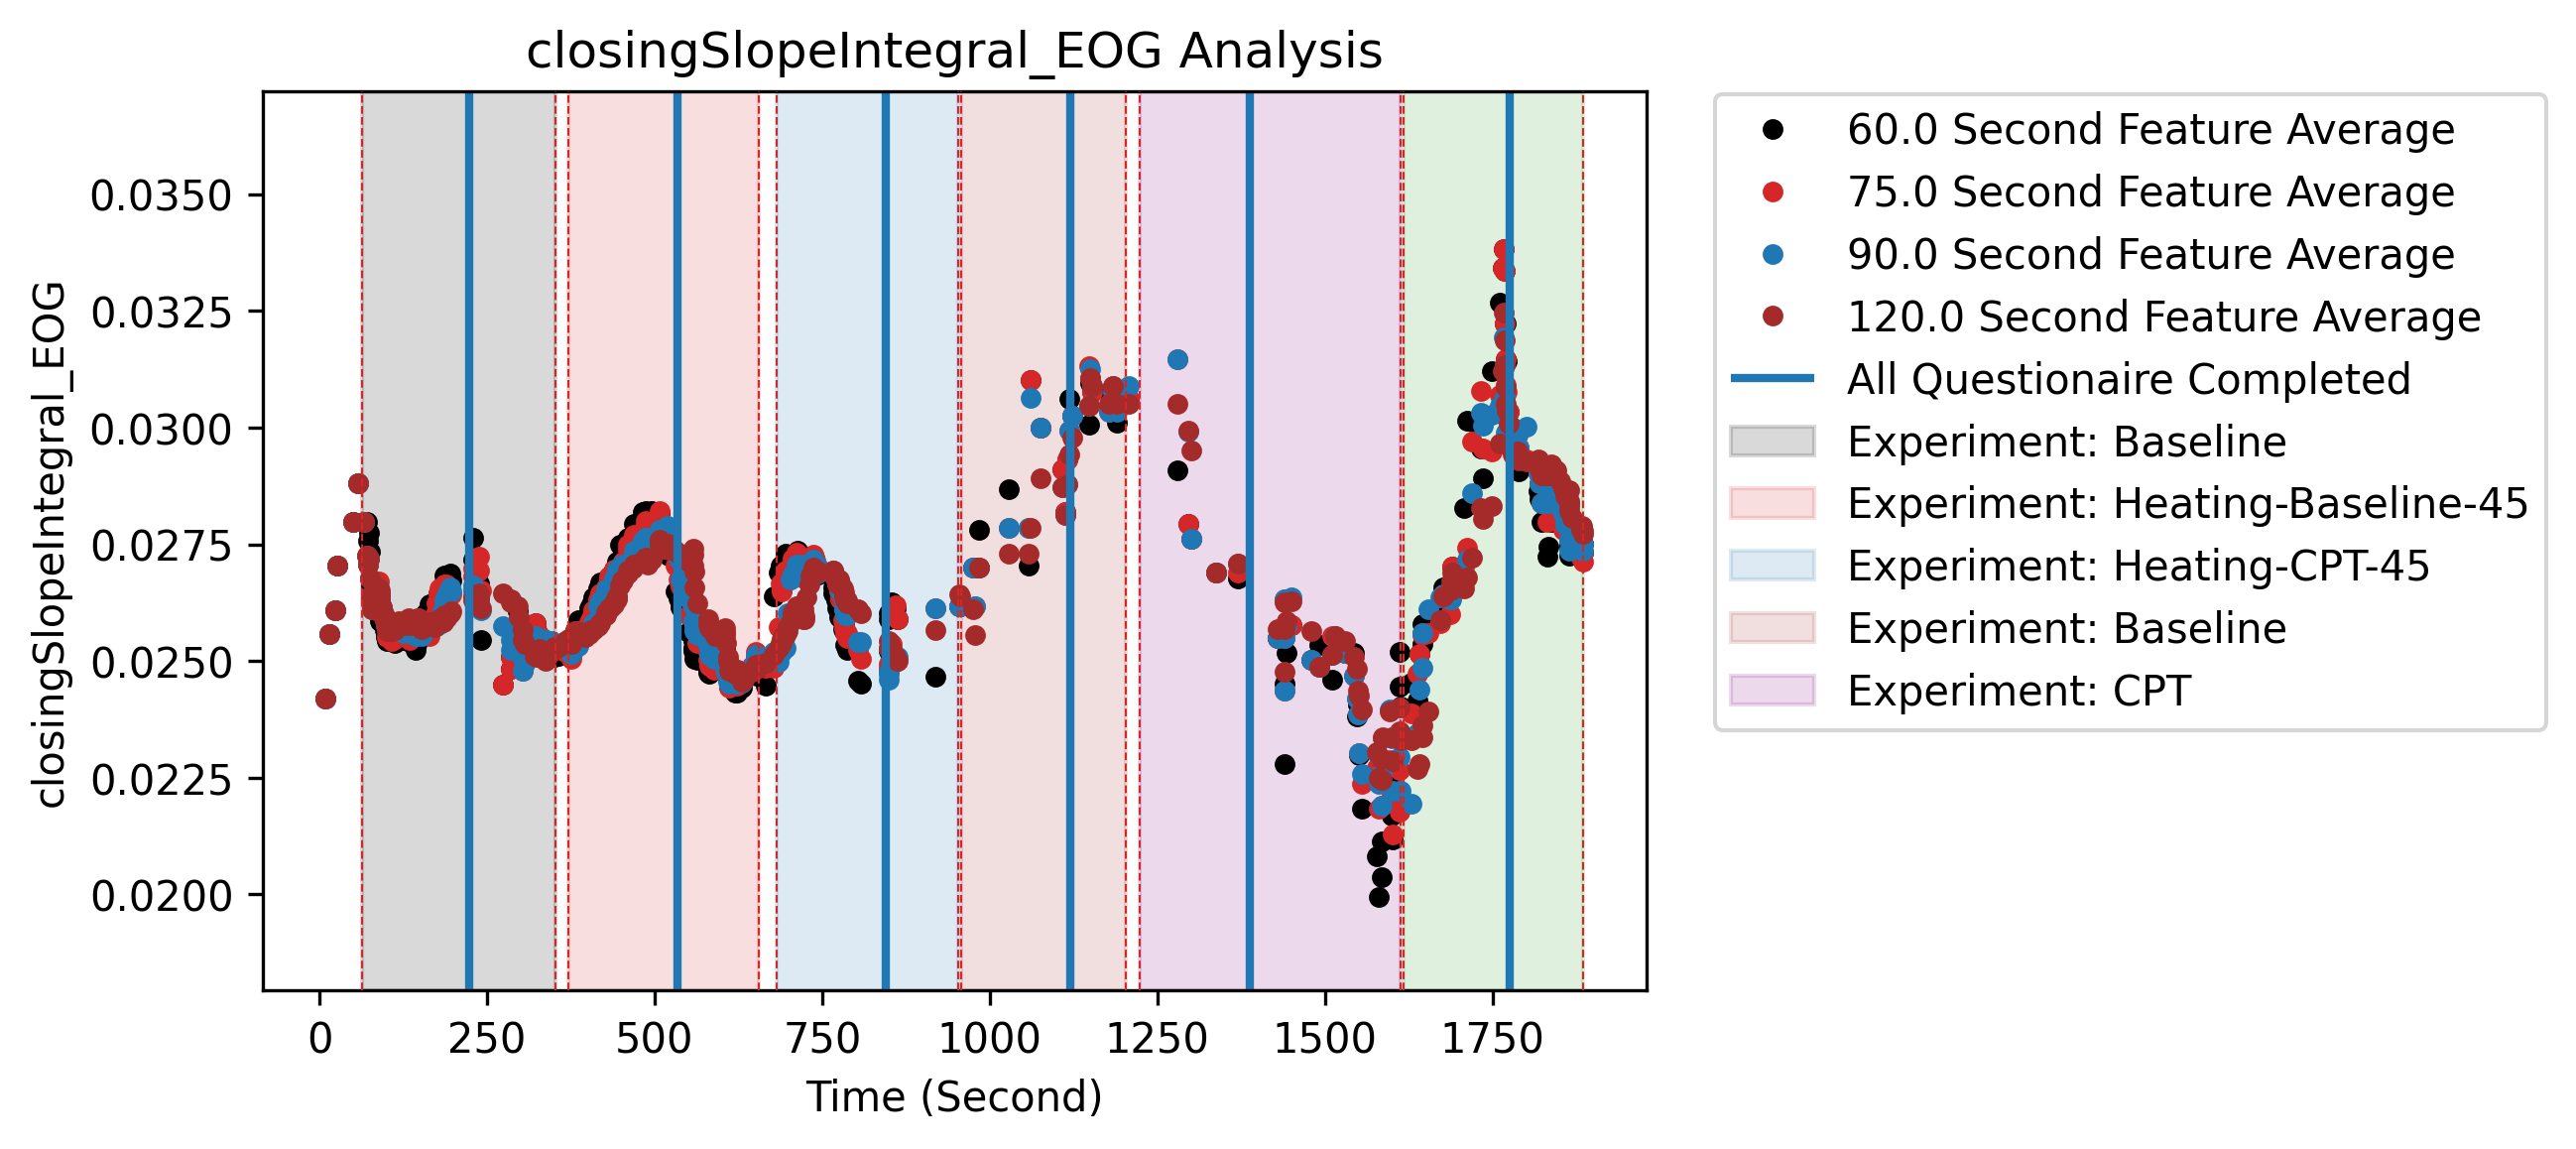 closingSlopeIntegral_EOG Analysis
closingSlopeIntegral_EOG
0.0350
0.0325
0.0300
0.0275
0.0250
0.0225
0.0200
0 250 500 750 1000 1250 1500 1750
Time (Second)
60.0 Second Feature Average
75.0 Second Feature Average
90.0 Second Feature Average
120.0 Second Feature Average
All Questionaire Completed
Experiment: Baseline
Experiment: Heating-Baseline-45
Experiment: Heating-CPT-45
Experiment: Baseline
Experiment: CPT